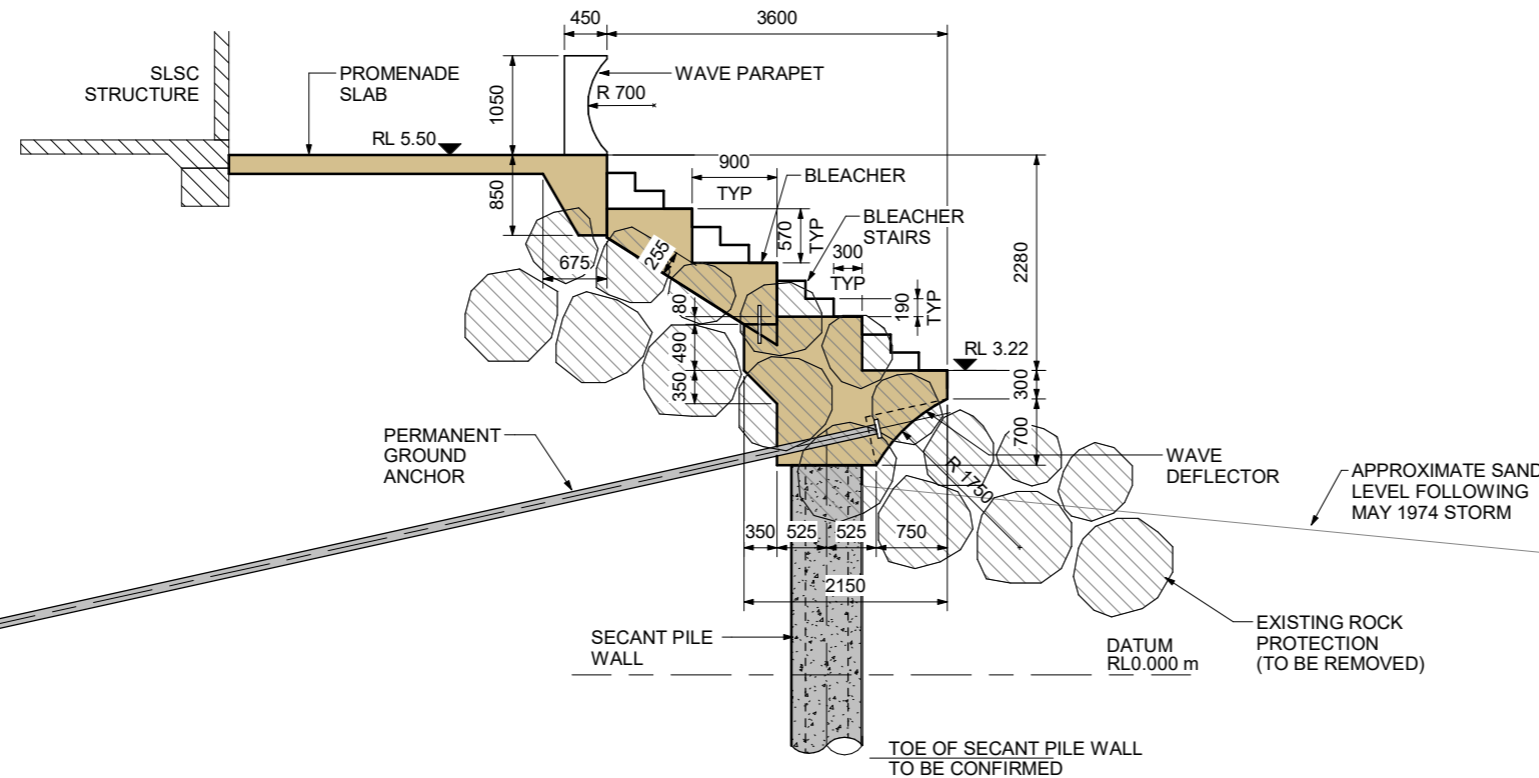 450
3600
SLSC
STRUCTURE
PROMENADE
SLAB
WAVE PARAPET
R 700
1050
RL 5.50
850
900
TYP
BLEACHER
BLEACHER
STAIRS
570
TYP
300
TYP
190
TYP
2280
675
255
80
490
350
RL 3.22
300
700
PERMANENT
GROUND
ANCHOR
WAVE
DEFLECTOR
R 1750
APPROXIMATE SAND
LEVEL FOLLOWING
MAY 1974 STORM
350
525
525
750
2150
SECANT PILE
WALL
DATUM
RL0.000 m
EXISTING ROCK
PROTECTION
(TO BE REMOVED)
TOE OF SECANT PILE WALL
TO BE CONFIRMED